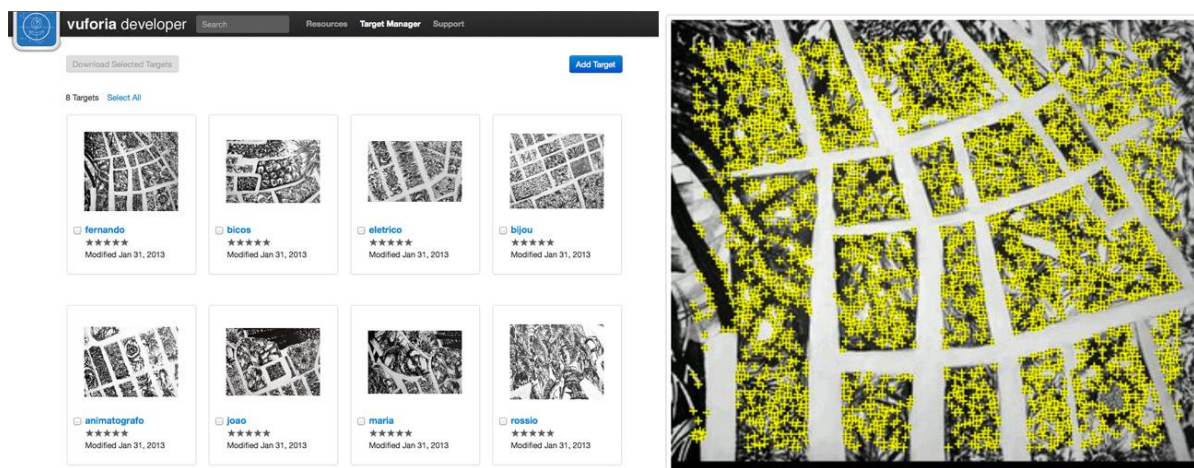 vuforia developer Search Resources Target Manager Support
Download Selected Targets Add Target
8 Targets Select All
fernando bicos eletrico bijou
★★★★★ ★★★★★ ★★★★★ ★★★★★
Modified Jan 31, 2013 Modified Jan 31, 2013 Modified Jan 31, 2013 Modified Jan 31, 2013
animatografo joao maria rossio
★★★★★ ★★★★★ ★★★★★ ★★★★★
Modified Jan 31, 2013 Modified Jan 31, 2013 Modified Jan 31, 2013 Modified Jan 31, 2013